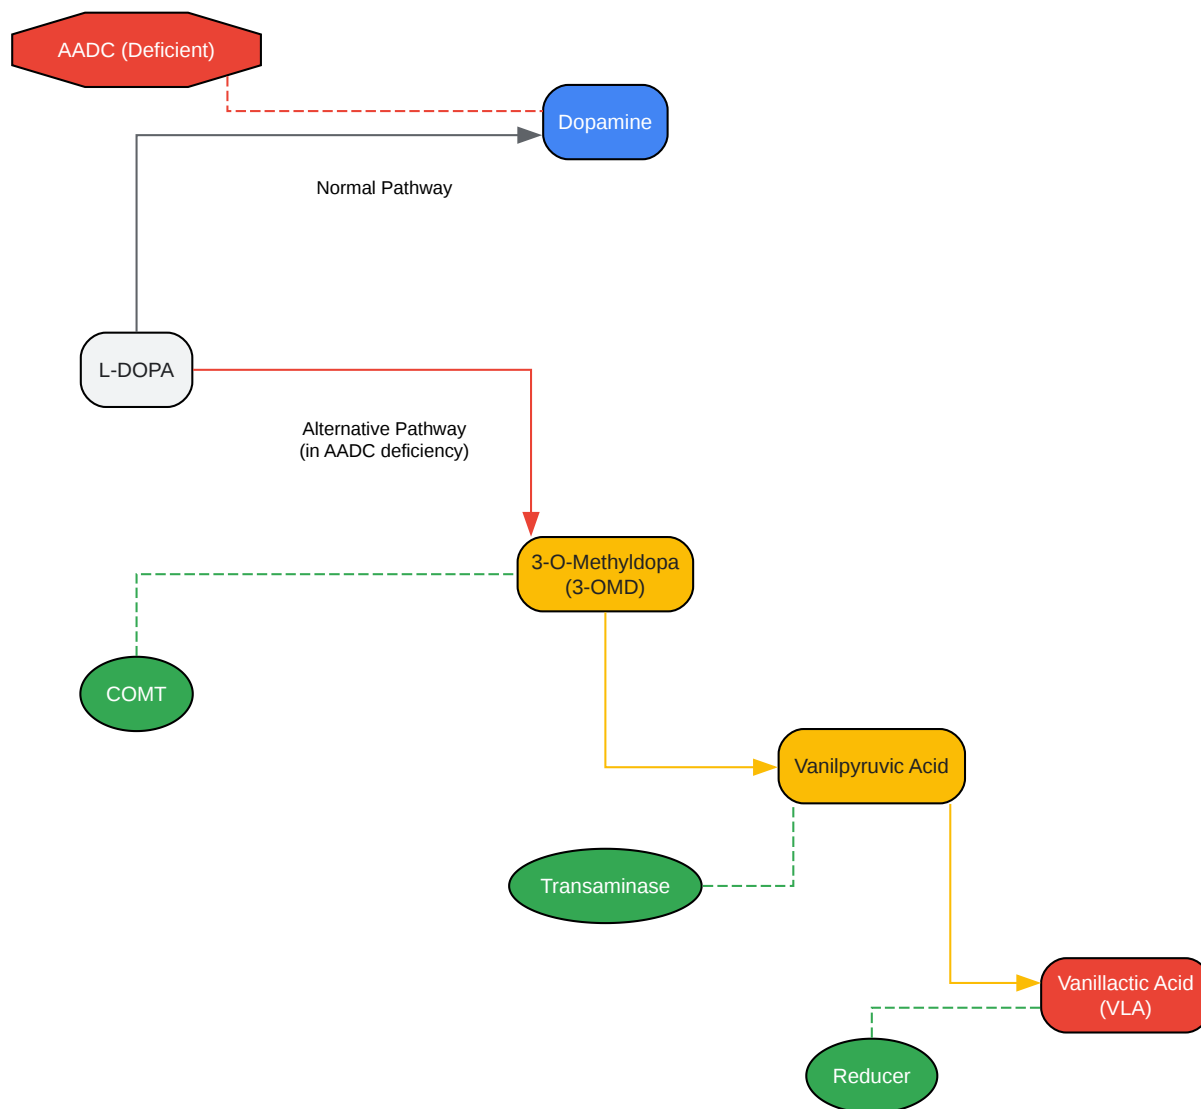 AADC (Deficient)
Dopamine
Normal Pathway
L-DOPA
Alternative Pathway
(in AADC deficiency)
3-O-Methyldopa
(3-OMD)
COMT
Vanilpyruvic Acid
Transaminase
Vanillactic Acid
(VLA)
Reducer